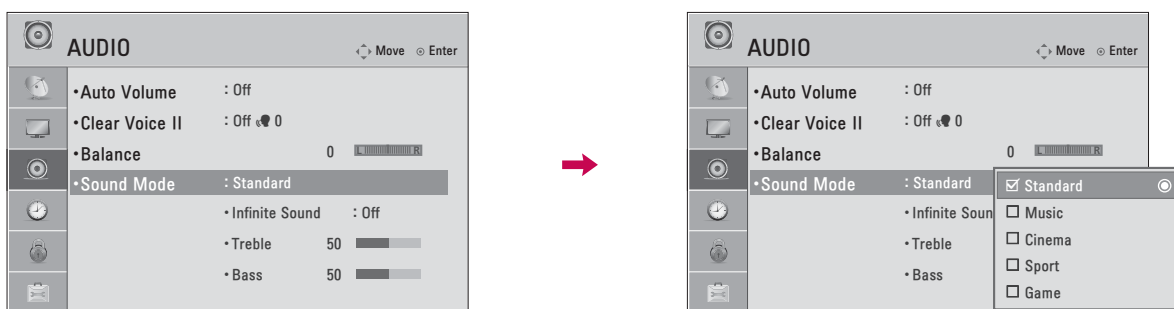 AUDIO
Move Enter
•Auto Volume : Off
•Clear Voice II : Off 0
•Balance 0 L R
•Sound Mode : Standard
• Infinite Sound : Off
• Treble 50
• Bass 50
AUDIO
Move Enter
•Auto Volume : Off
•Clear Voice II : Off 0
•Balance 0 L R
•Sound Mode : Standard
• Infinite Soun
• Treble
• Bass
Standard
Music
Cinema
Sport
Game